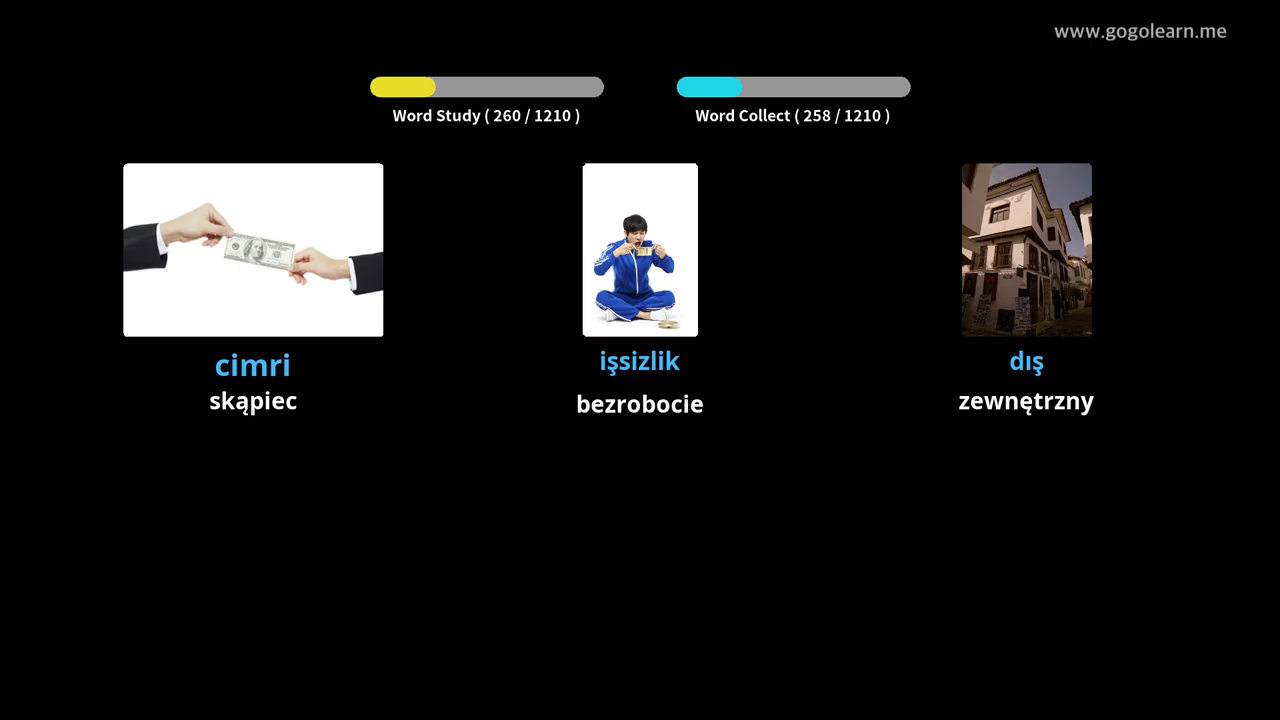 www.gogolearn.me
Word Study ( 260 / 1210 )
Word Collect ( 258 / 1210 )
cimri
skąpiec
işsizlik
bezrobocie
dış
zewnętrzny